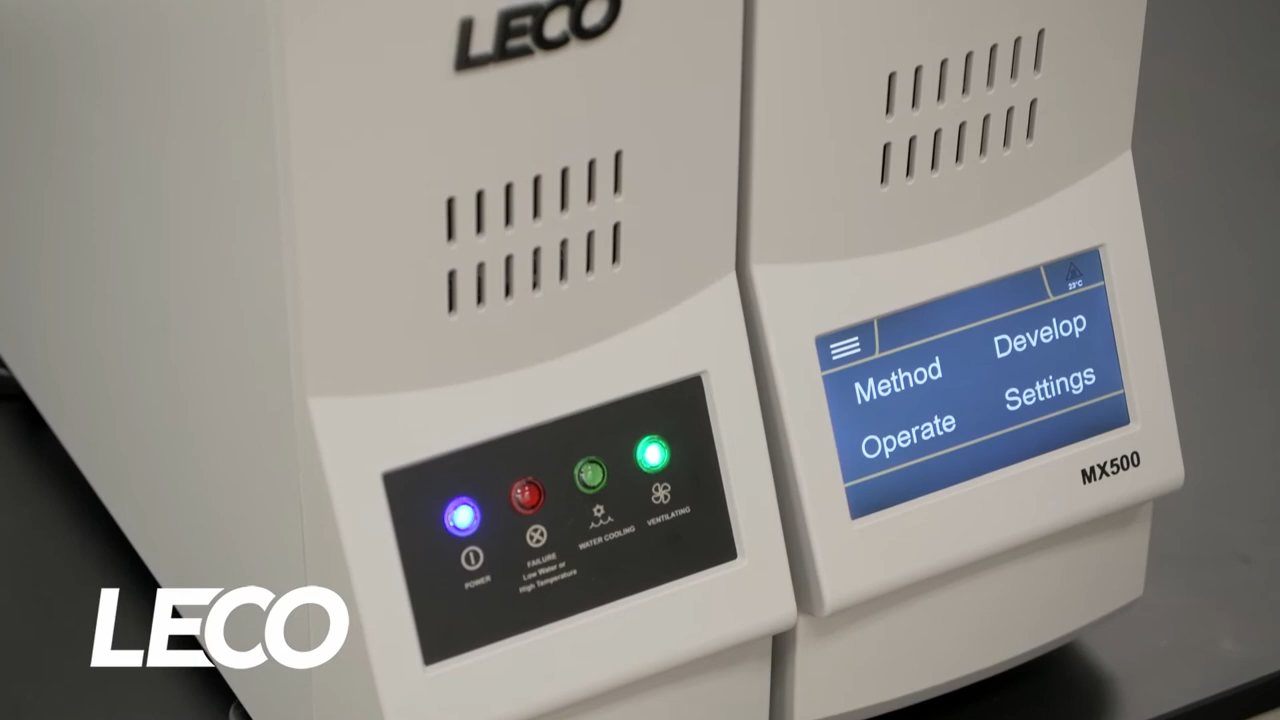 LECO
23°C
Method
Develop
Operate
Settings
MX500
POWER
FAILURE
Low Water or
High Temperature
WATER COOLING
VENTILATING
LECO